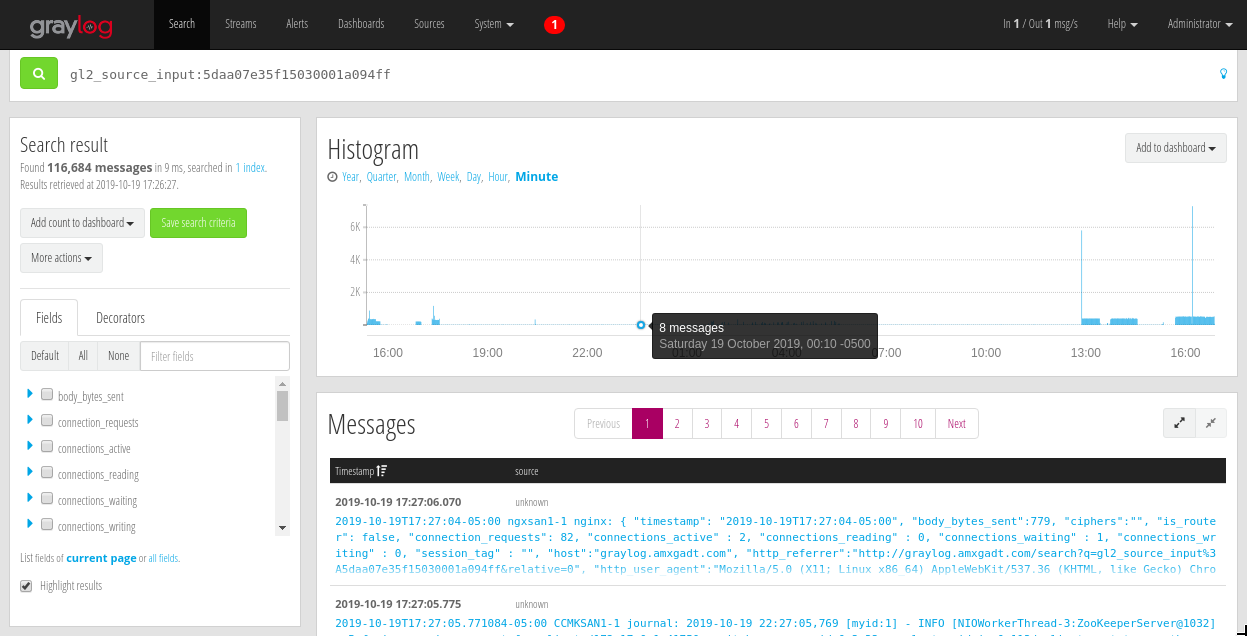 graylog Search Streams Alerts Dashboards Sources System 1 In 1 / Out 1 msg/s Help Administrator
gl2_source_input:5daa07e35f15030001a094ff
Search result
Found 116,684 messages in 9 ms, searched in 1 index.
Results retrieved at 2019-10-19 17:26:27.
Add count to dashboard Save search criteria
More actions
Fields Decorators
Default All None Filter fields
body_bytes_sent
connection_requests
connections_active
connections_reading
connections_waiting
connections_writing
List fields of current page or all fields.
Highlight results
Histogram
Add to dashboard
Year, Quarter, Month, Week, Day, Hour, Minute
6K
4K
2K
8 messages
Saturday 19 October 2019, 00:10 -0500
16:00 19:00 22:00 01:00 04:00 07:00 10:00 13:00 16:00
Messages
Previous 1 2 3 4 5 6 7 8 9 10 Next
Timestamp source
2019-10-19 17:27:06.070 unknown
2019-10-19T17:27:04-05:00 ngxsan1-1 nginx: { "timestamp": "2019-10-19T17:27:04-05:00", "body_bytes_sent":779, "ciphers":"", "is_route
r": false, "connection_requests": 82, "connections_active" : 2, "connections_reading" : 0, "connections_waiting" : 1, "connections_wr
iting" : 0, "session_tag" : "", "host":"graylog.amxgadt.com", "http_referrer":"http://graylog.amxgadt.com/search?q=gl2_source_input%3
A5daa07e35f15030001a094ff&relative=0", "http_user_agent":"Mozilla/5.0 (X11; Linux x86_64) AppleWebKit/537.36 (KHTML, like Gecko) Chro
2019-10-19 17:27:05.775 unknown
2019-10-19T17:27:05.771084-05:00 CCMKSAN1-1 journal: 2019-10-19 22:27:05,769 [myid:1] - INFO [NIOWorkerThread-3:ZooKeeperServer@1032]